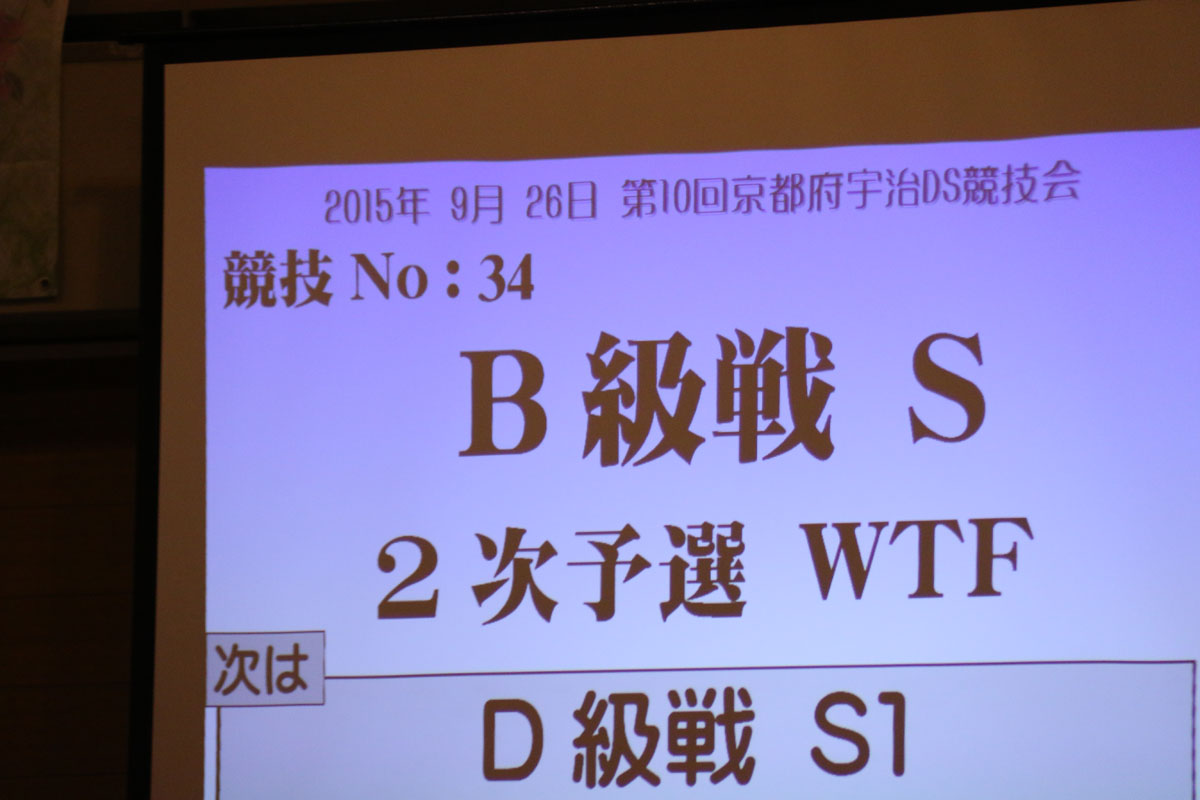 2015年 9月 26日 第10回京都府宇治DS競技会
競技 No：34
B級戦 S
2次予選 WTF
次は
D級戦 S1